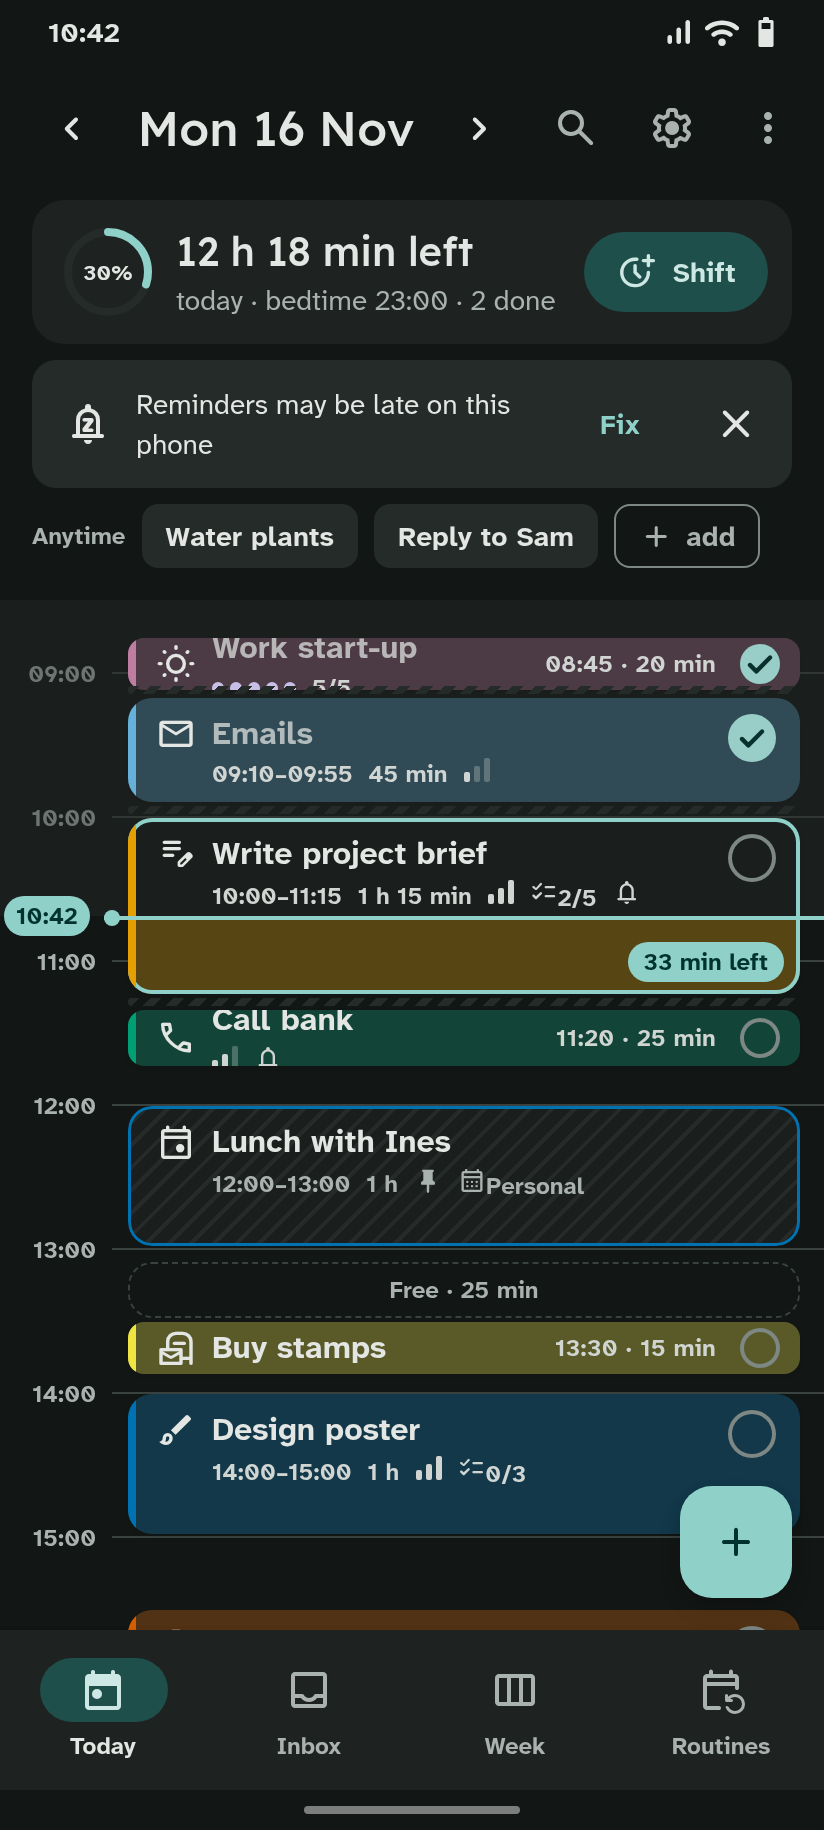 10:42
Mon 16 Nov
30%
12 h 18 min left
today · bedtime 23:00 · 2 done
Shift
Reminders may be late on this
phone
Fix
Anytime
Water plants
Reply to Sam
add
09:00
Work start-up
08:45 · 20 min
5/5
Emails
09:10–09:55 45 min
10:00
Write project brief
10:00–11:15 1 h 15 min 2/5
10:42
11:00
33 min left
Call bank
11:20 · 25 min
12:00
Lunch with Ines
12:00–13:00 1 h Personal
13:00
Free · 25 min
Buy stamps
13:30 · 15 min
14:00
Design poster
14:00–15:00 1 h 0/3
15:00
Today
Inbox
Week
Routines